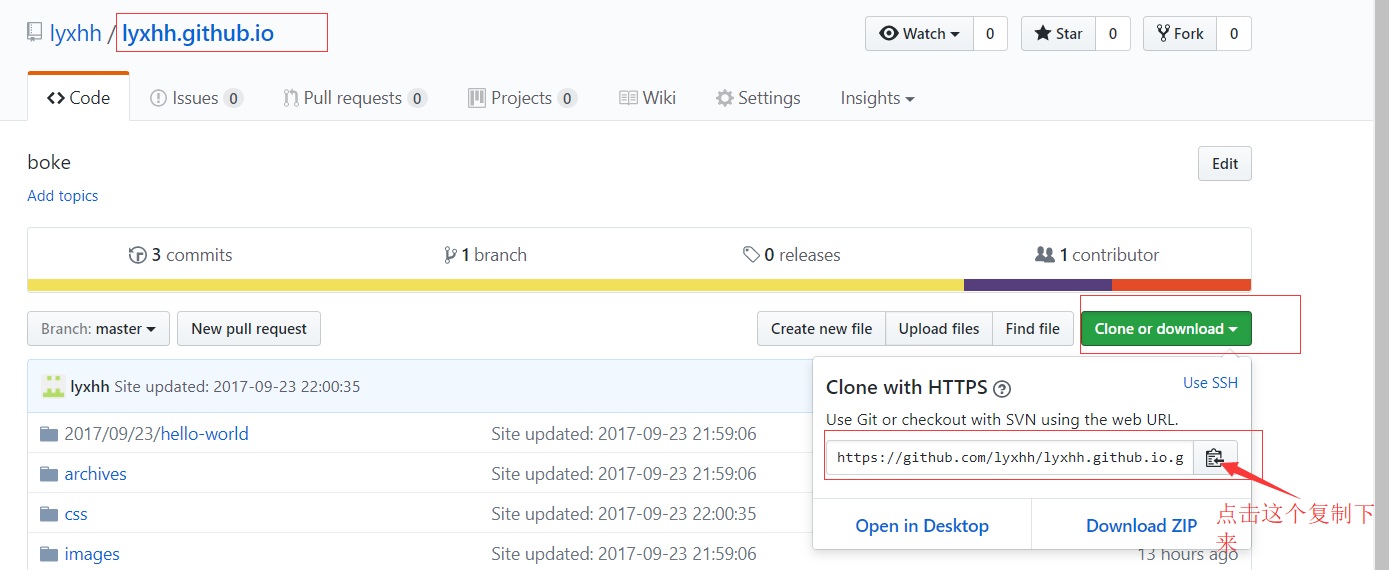 lyxhh / lyxhh.github.io
Watch 0 Star 0 Fork 0
Code Issues 0 Pull requests 0 Projects 0 Wiki Settings Insights
boke
Edit
Add topics
3 commits 1 branch 0 releases 1 contributor
Branch: master New pull request Create new file Upload files Find file Clone or download
lyxhh Site updated: 2017-09-23 22:00:35
2017/09/23/hello-world Site updated: 2017-09-23 21:59:06
archives Site updated: 2017-09-23 21:59:06
css Site updated: 2017-09-23 22:00:35
images Site updated: 2017-09-23 21:59:06
Clone with HTTPS ? Use SSH
Use Git or checkout with SVN using the web URL.
https://github.com/lyxhh/lyxhh.github.io.g
Open in Desktop Download ZIP
点击这个复制下
来
13 hours ago